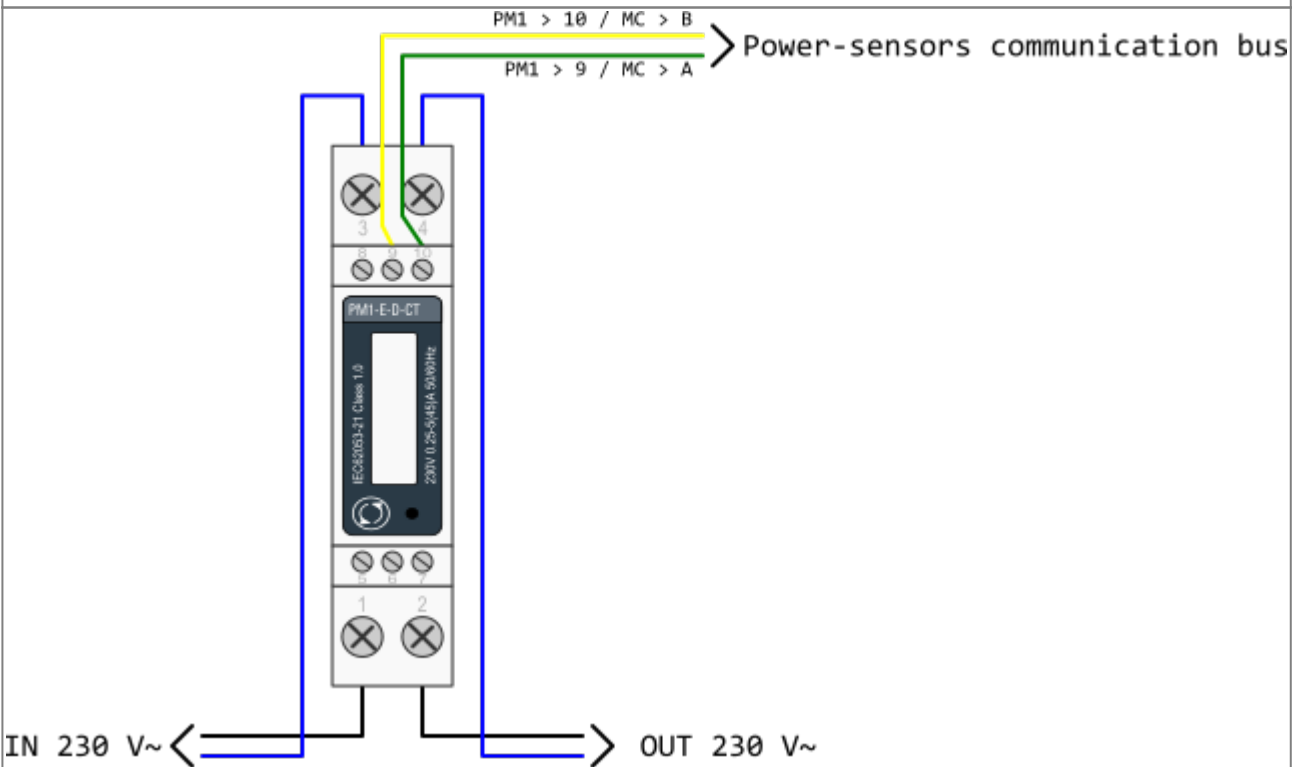 PM1 > 10 / MC > B
Power-sensors communication bus
PM1 > 9 / MC > A
3 4
8 9 10
PM1-E-D-CT
IEC62053-21 Class 1.0
230V 0.25-5(45)A 50/60Hz
5 6 7
1 2
IN 230 V~
OUT 230 V~